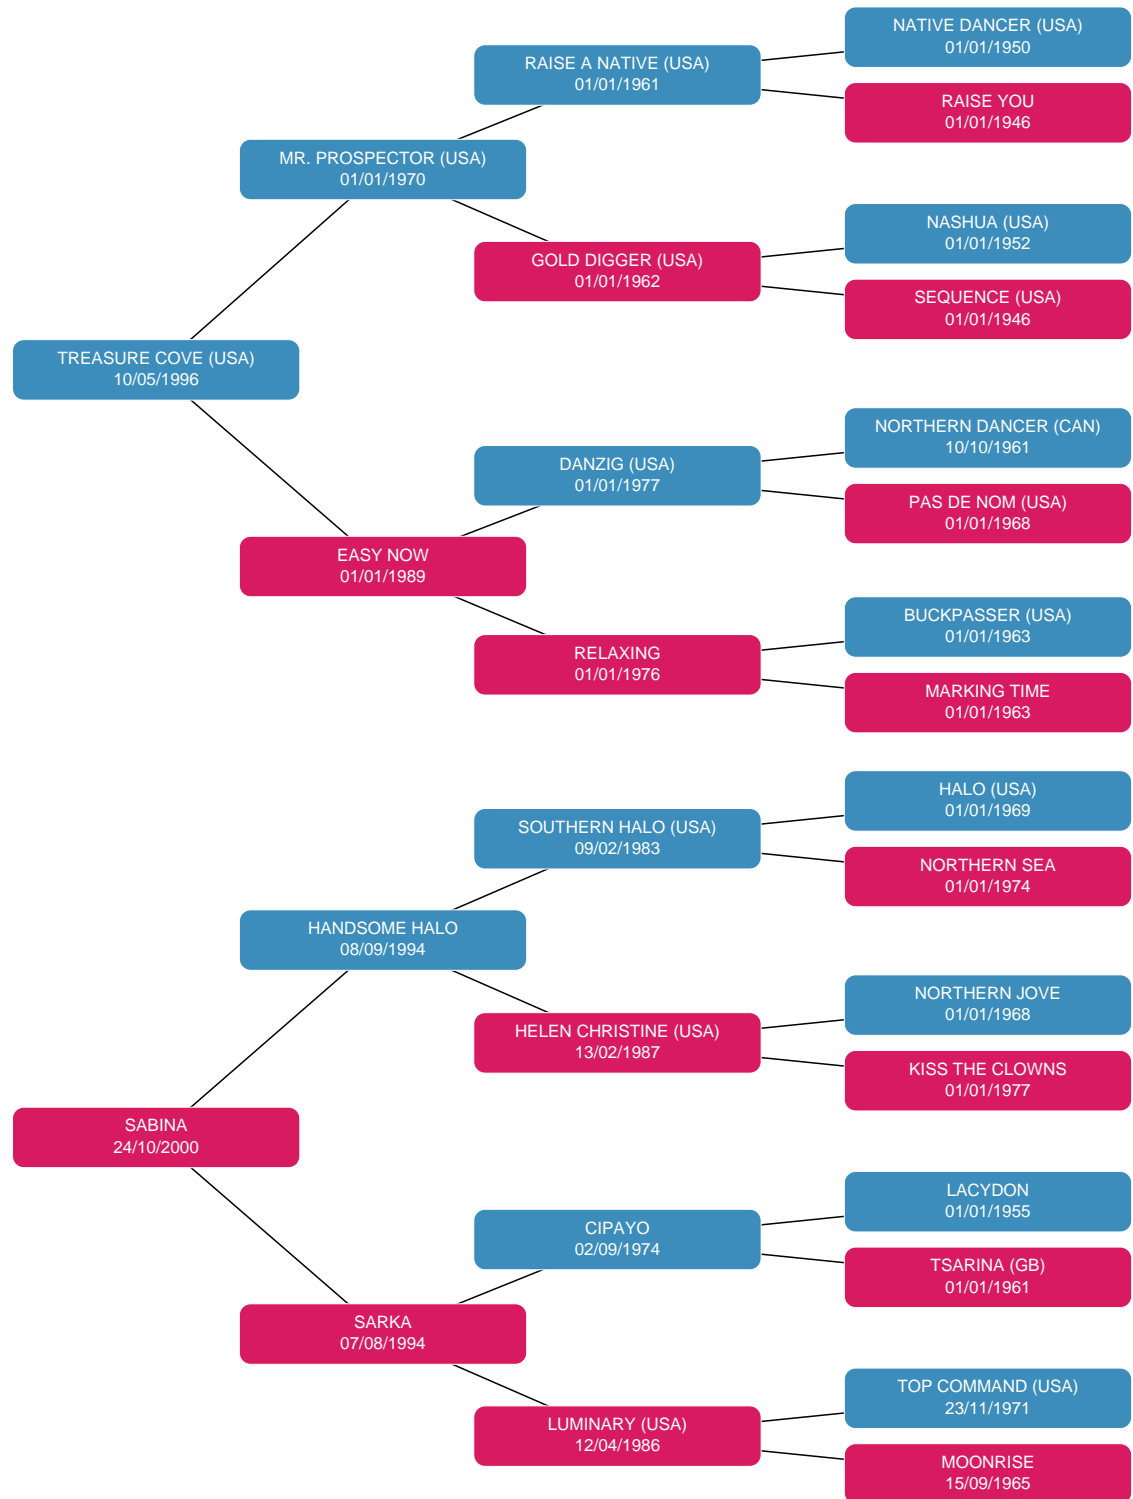 NATIVE DANCER (USA)
01/01/1950
RAISE A NATIVE (USA)
01/01/1961
RAISE YOU
01/01/1946
MR. PROSPECTOR (USA)
01/01/1970
NASHUA (USA)
01/01/1952
GOLD DIGGER (USA)
01/01/1962
SEQUENCE (USA)
01/01/1946
TREASURE COVE (USA)
10/05/1996
NORTHERN DANCER (CAN)
10/10/1961
DANZIG (USA)
01/01/1977
PAS DE NOM (USA)
01/01/1968
EASY NOW
01/01/1989
BUCKPASSER (USA)
01/01/1963
RELAXING
01/01/1976
MARKING TIME
01/01/1963
HALO (USA)
01/01/1969
SOUTHERN HALO (USA)
09/02/1983
NORTHERN SEA
01/01/1974
HANDSOME HALO
08/09/1994
NORTHERN JOVE
01/01/1968
HELEN CHRISTINE (USA)
13/02/1987
KISS THE CLOWNS
01/01/1977
SABINA
24/10/2000
LACYDON
01/01/1955
CIPAYO
02/09/1974
TSARINA (GB)
01/01/1961
SARKA
07/08/1994
TOP COMMAND (USA)
23/11/1971
LUMINARY (USA)
12/04/1986
MOONRISE
15/09/1965